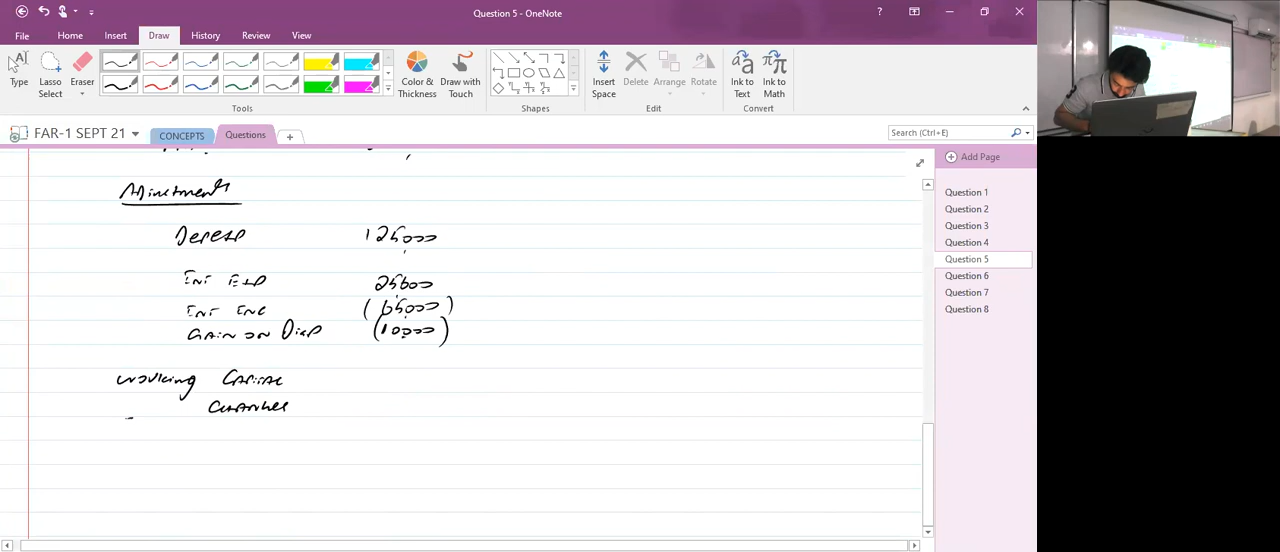 Question 5 - OneNote
?
File Home Insert Draw History Review View
Type
Lasso Select
Eraser
Color & Thickness
Draw with Touch
Insert Space
Delete
Arrange
Rotate
Ink to Text
Ink to Math
Tools
Shapes
Edit
Convert
FAR-1 SEPT 21
CONCEPTS
Questions
Search (Ctrl+E)
Add Page
Question 1
Question 2
Question 3
Question 4
Question 5
Question 6
Question 7
Question 8
Adjustments
125000
INT EXP 25600
INT INC (65000)
GAIN ON DISP (10000)
Working CAPITAL
CHANGES